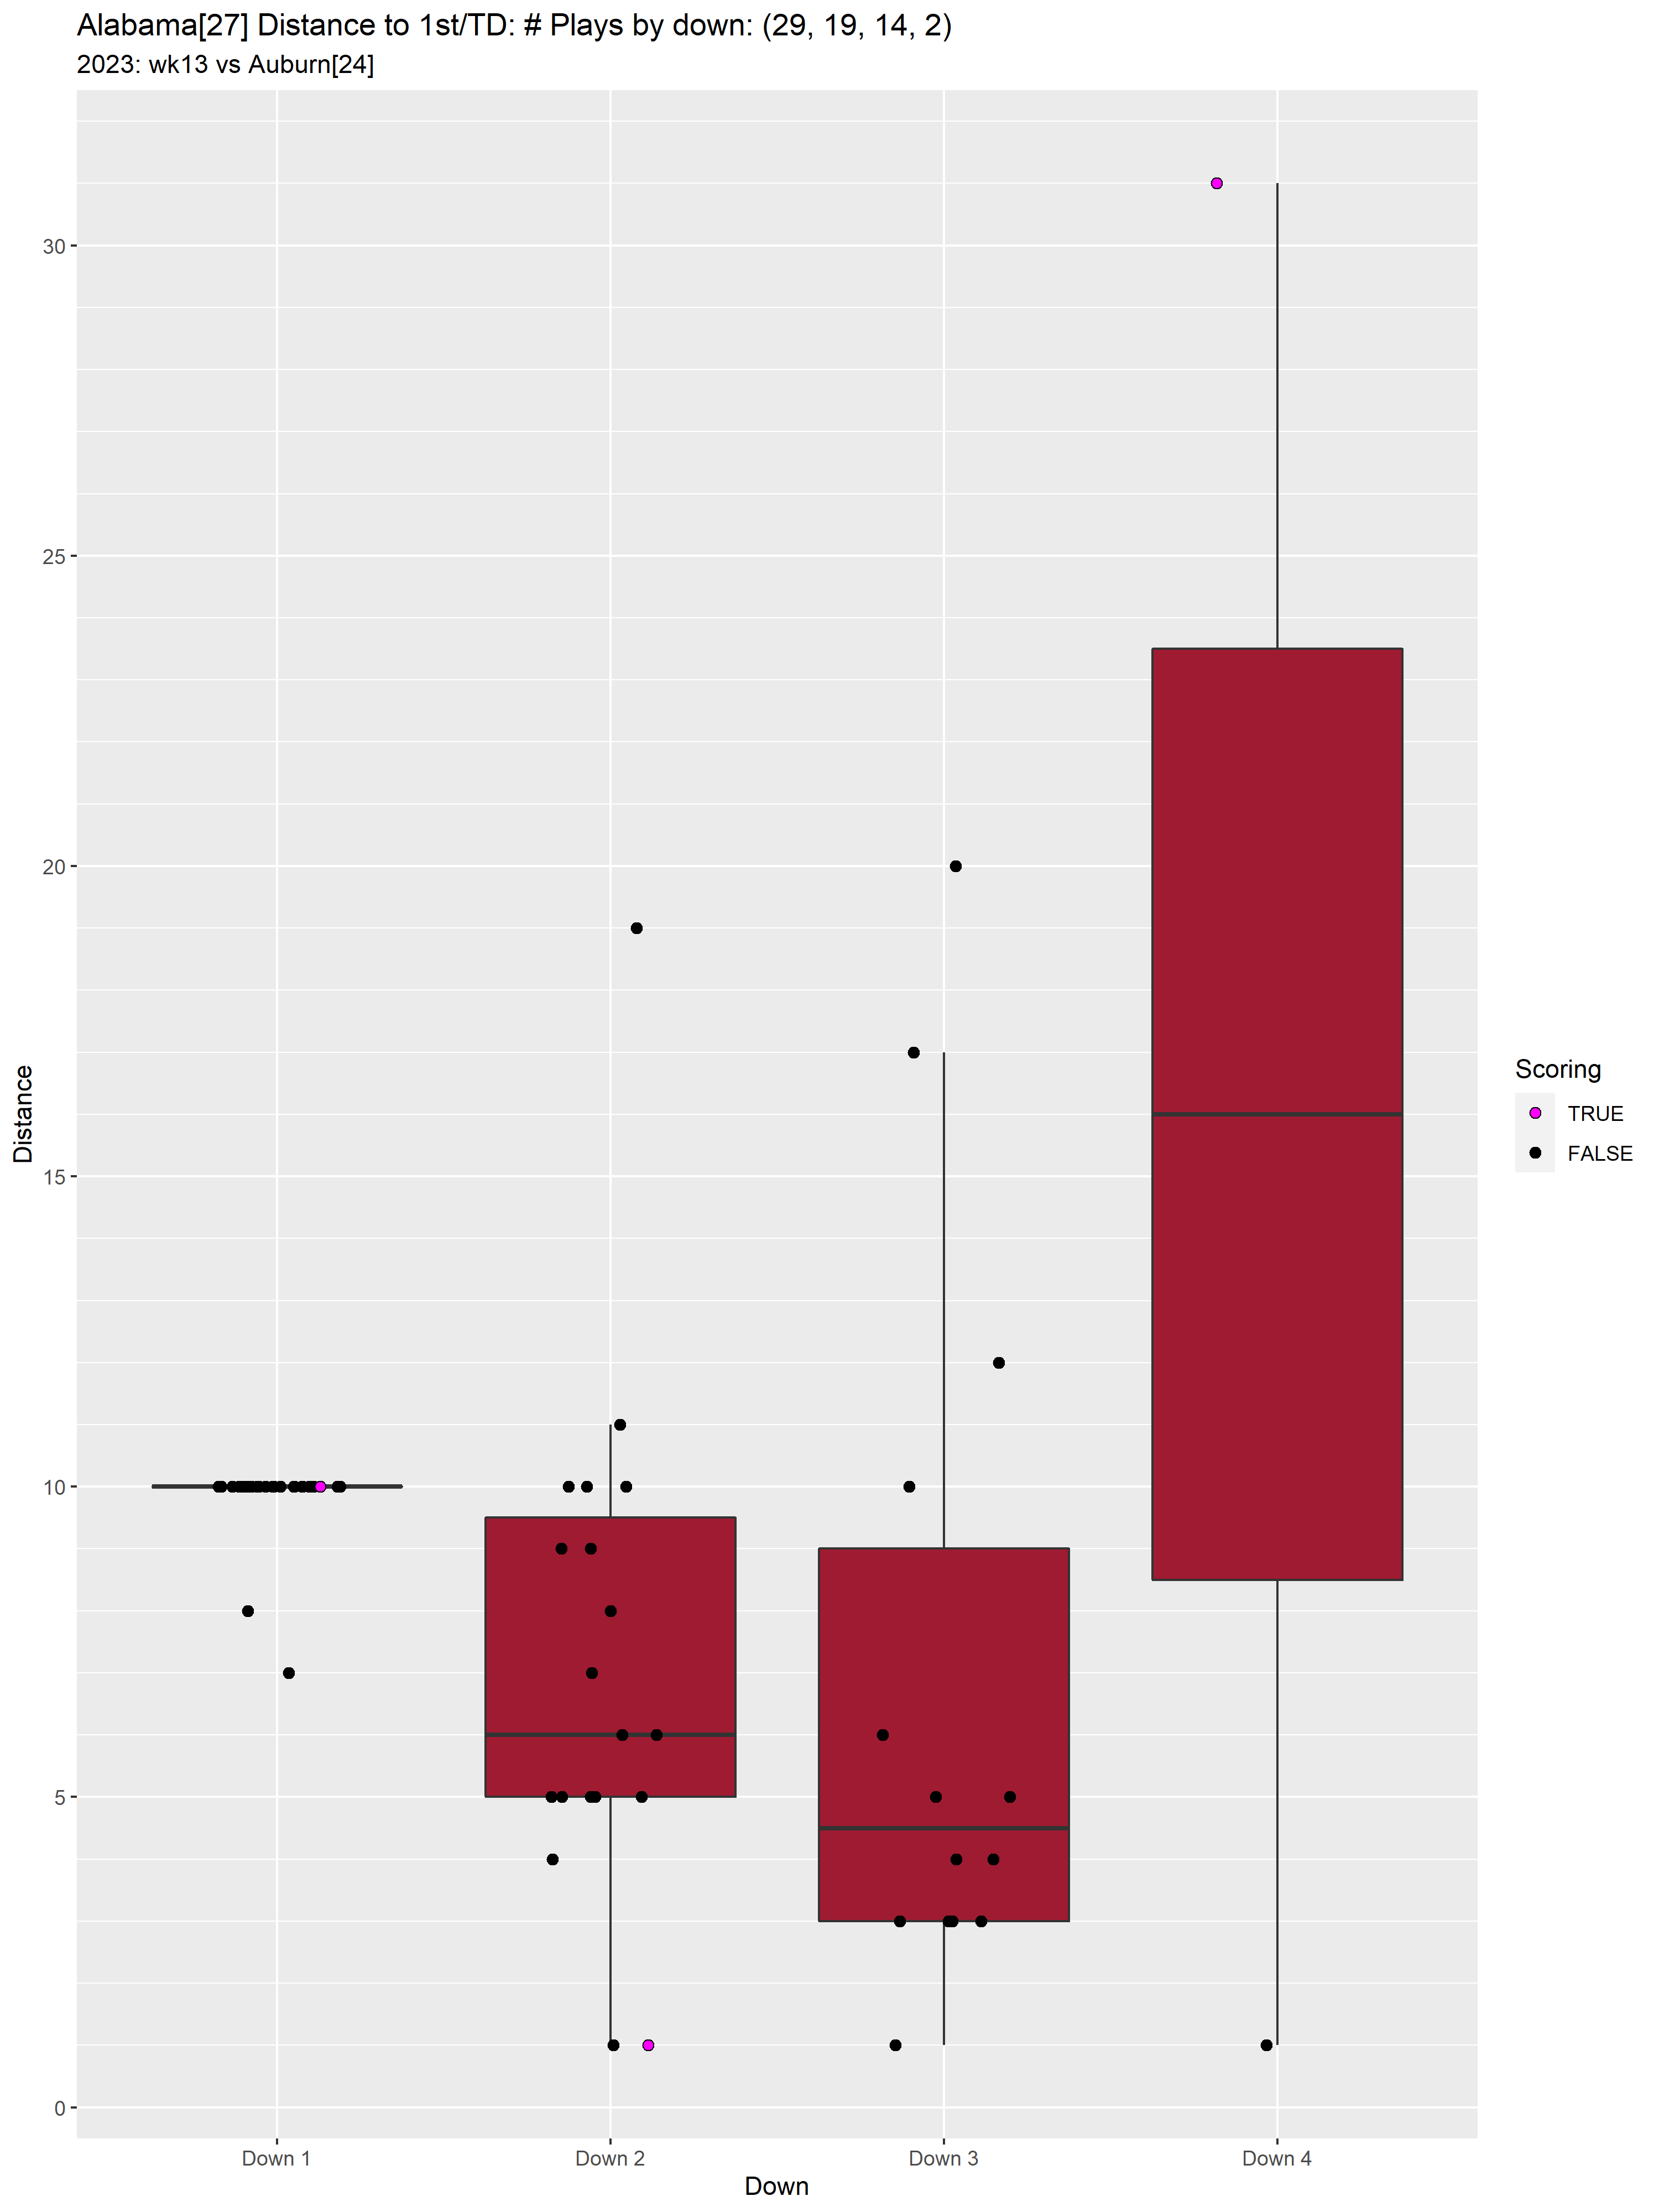 Alabama[27] Distance to 1st/TD: # Plays by down: (29, 19, 14, 2)
2023: wk13 vs Auburn[24]
30
25
20
15
10
5
0
Distance
Down 1
Down 2
Down 3
Down 4
Down
Scoring
TRUE
FALSE